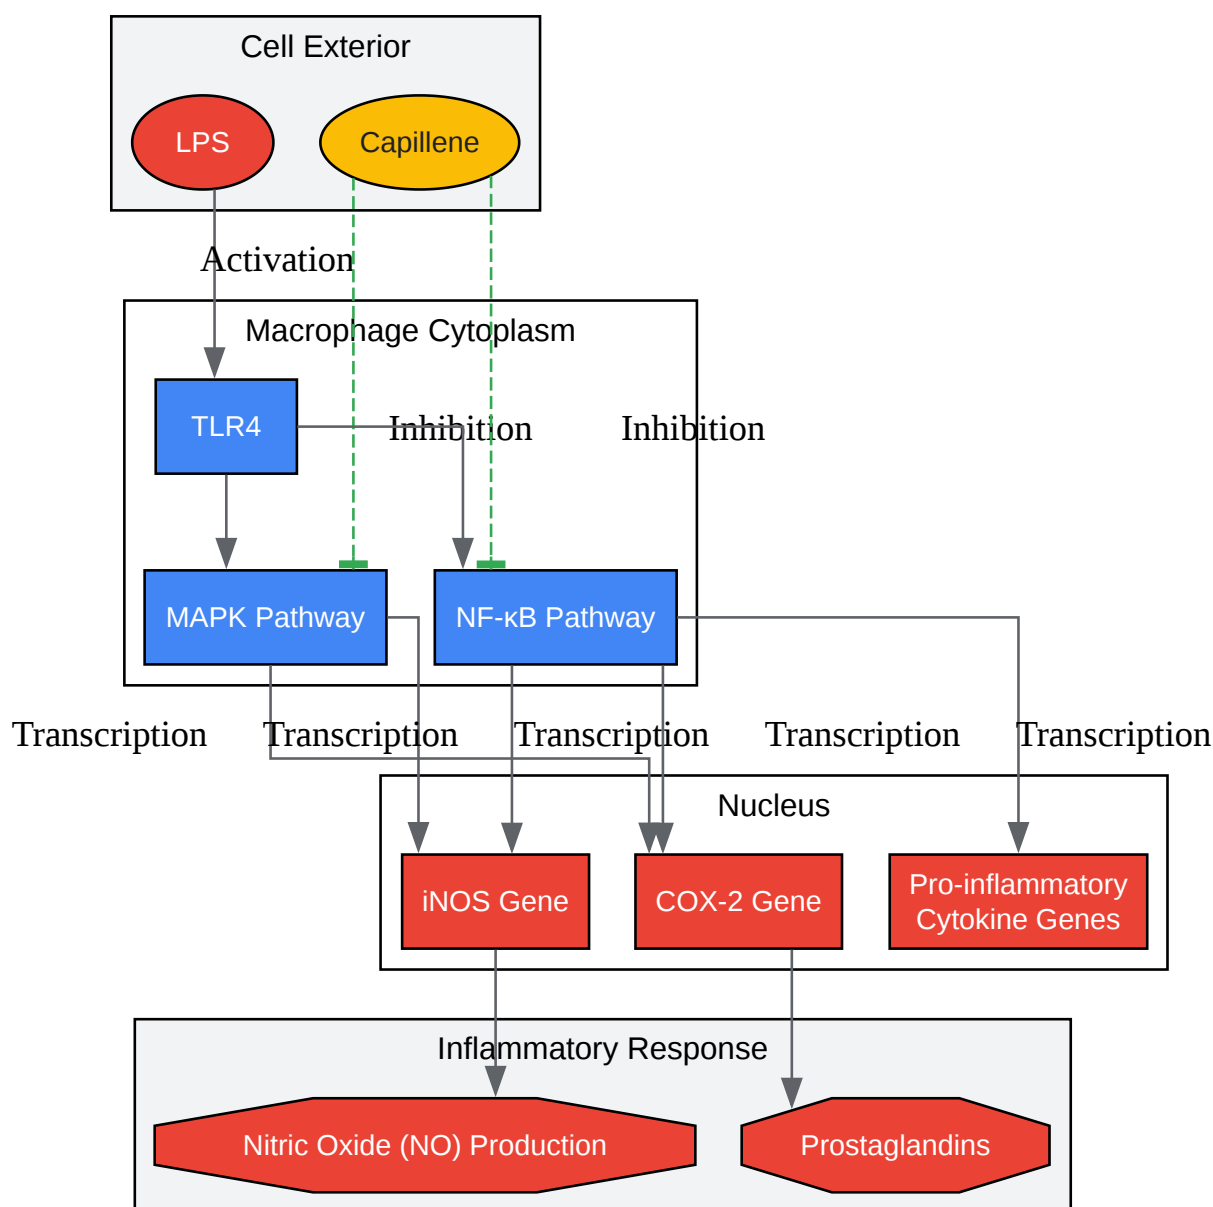 Cell Exterior
LPS
Capillene
Activation
Macrophage Cytoplasm
TLR4
Inhibition
Inhibition
MAPK Pathway
NF-κB Pathway
Transcription
Transcription
Transcription
Transcription
Transcription
Nucleus
iNOS Gene
COX-2 Gene
Pro-inflammatory
Cytokine Genes
Inflammatory Response
Nitric Oxide (NO) Production
Prostaglandins